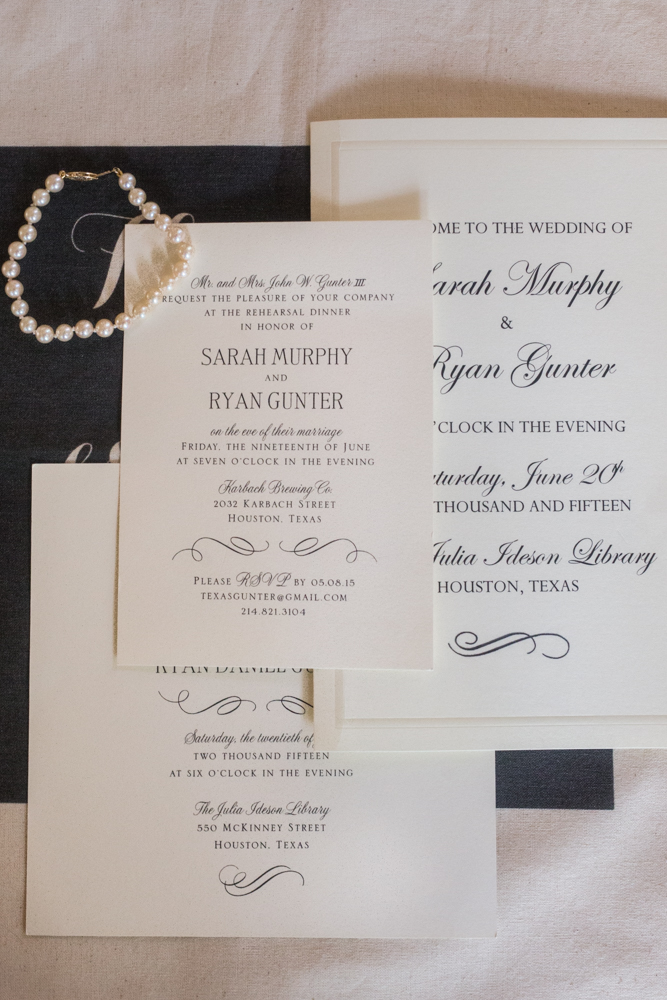 Mr. and Mrs. John W. Gunter III
REQUEST THE PLEASURE OF YOUR COMPANY
AT THE REHEARSAL DINNER
IN HONOR OF
SARAH MURPHY
AND
RYAN GUNTER
on the eve of their marriage
FRIDAY, THE NINETEENTH OF JUNE
AT SEVEN O'CLOCK IN THE EVENING
Karbach Brewing Co.
2032 KARBACH STREET
HOUSTON, TEXAS
PLEASE RSVP BY 05.08.15
TEXASGUNTER@GMAIL.COM
214.821.3104
OME TO THE WEDDING OF
arah Murphy
&
Ryan Gunter
'CLOCK IN THE EVENING
turday, June 20th
THOUSAND AND FIFTEEN
Julia Ideson Library
HOUSTON, TEXAS
RYAN DANIEL GU
Saturday, the twentieth of
TWO THOUSAND FIFTEEN
AT SIX O'CLOCK IN THE EVENING
The Julia Ideson Library
550 MCKINNEY STREET
HOUSTON, TEXAS